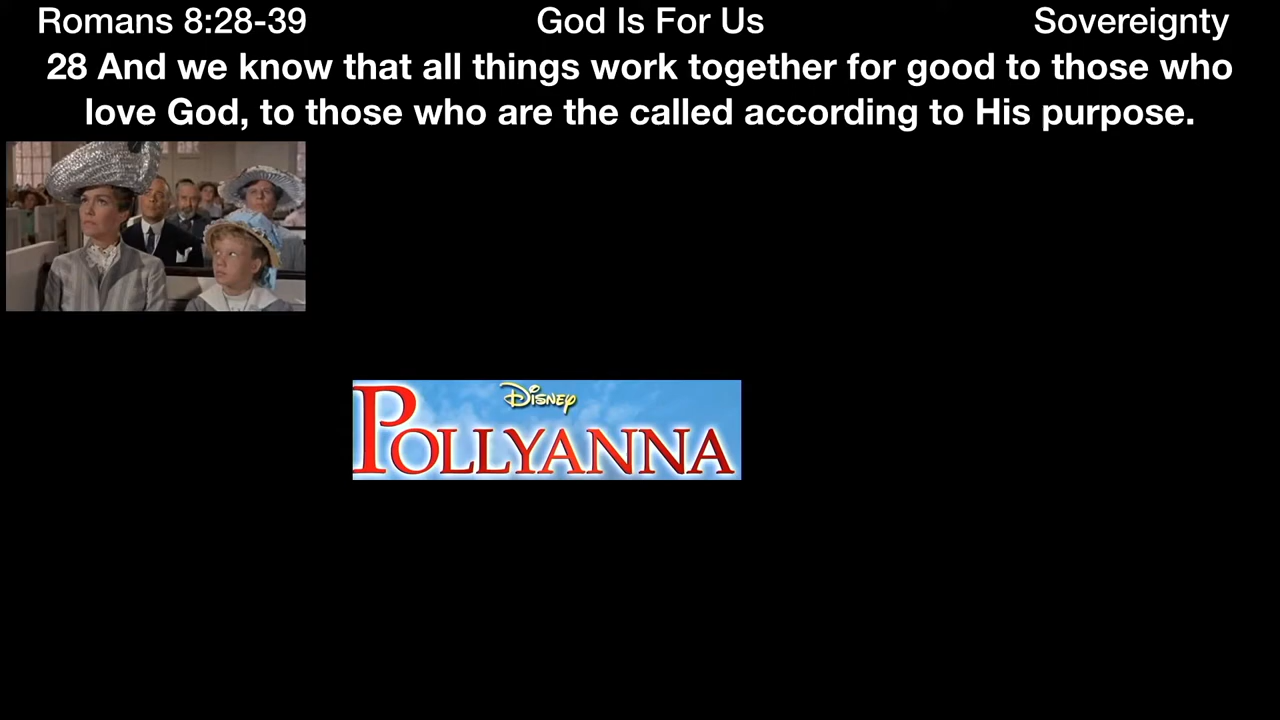 Romans 8:28-39 God Is For Us Sovereignty
28 And we know that all things work together for good to those who
love God, to those who are the called according to His purpose.
Disney
POLLYANNA